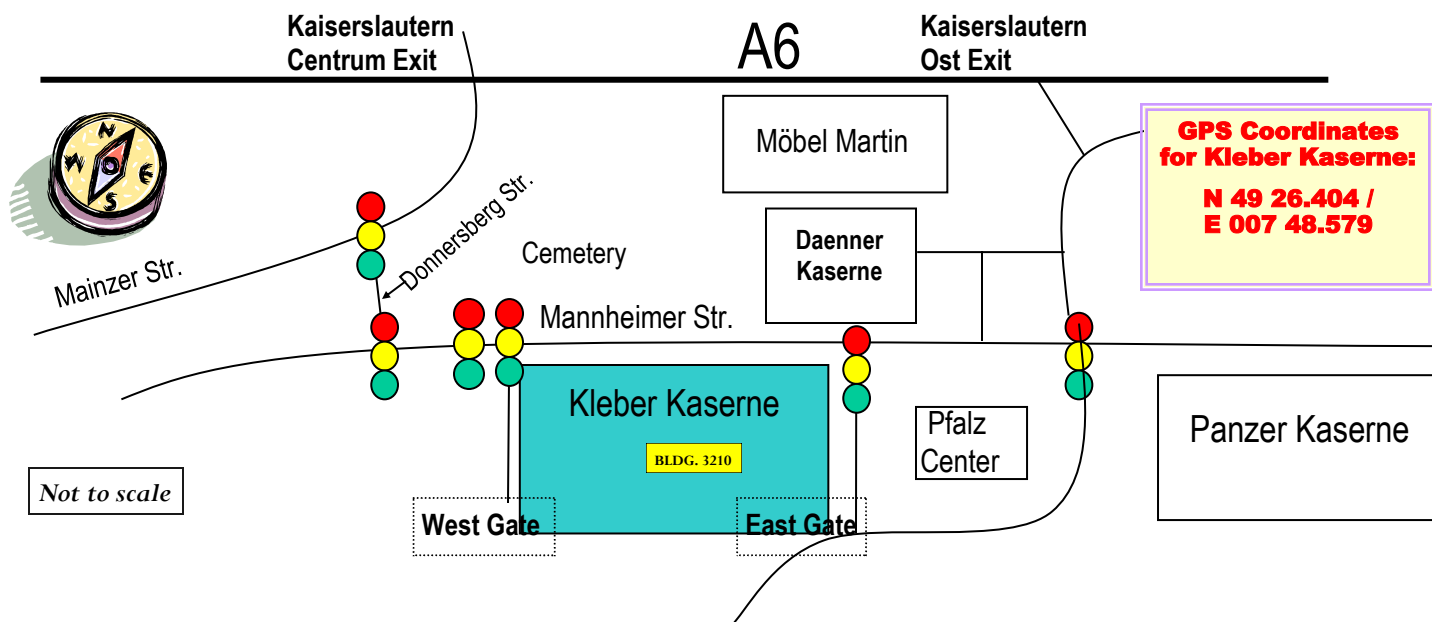 Kaiserslautern
Centrum Exit
A6
Kaiserslautern
Ost Exit
N
W
E
S
Möbel Martin
GPS Coordinates
for Kleber Kaserne:
N 49 26.404 /
E 007 48.579
Mainzer Str.
Donnersberg Str.
Cemetery
Daenner
Kaserne
Mannheimer Str.
Kleber Kaserne
BLDG. 3210
Pfalz
Center
Panzer Kaserne
Not to scale
West Gate
East Gate